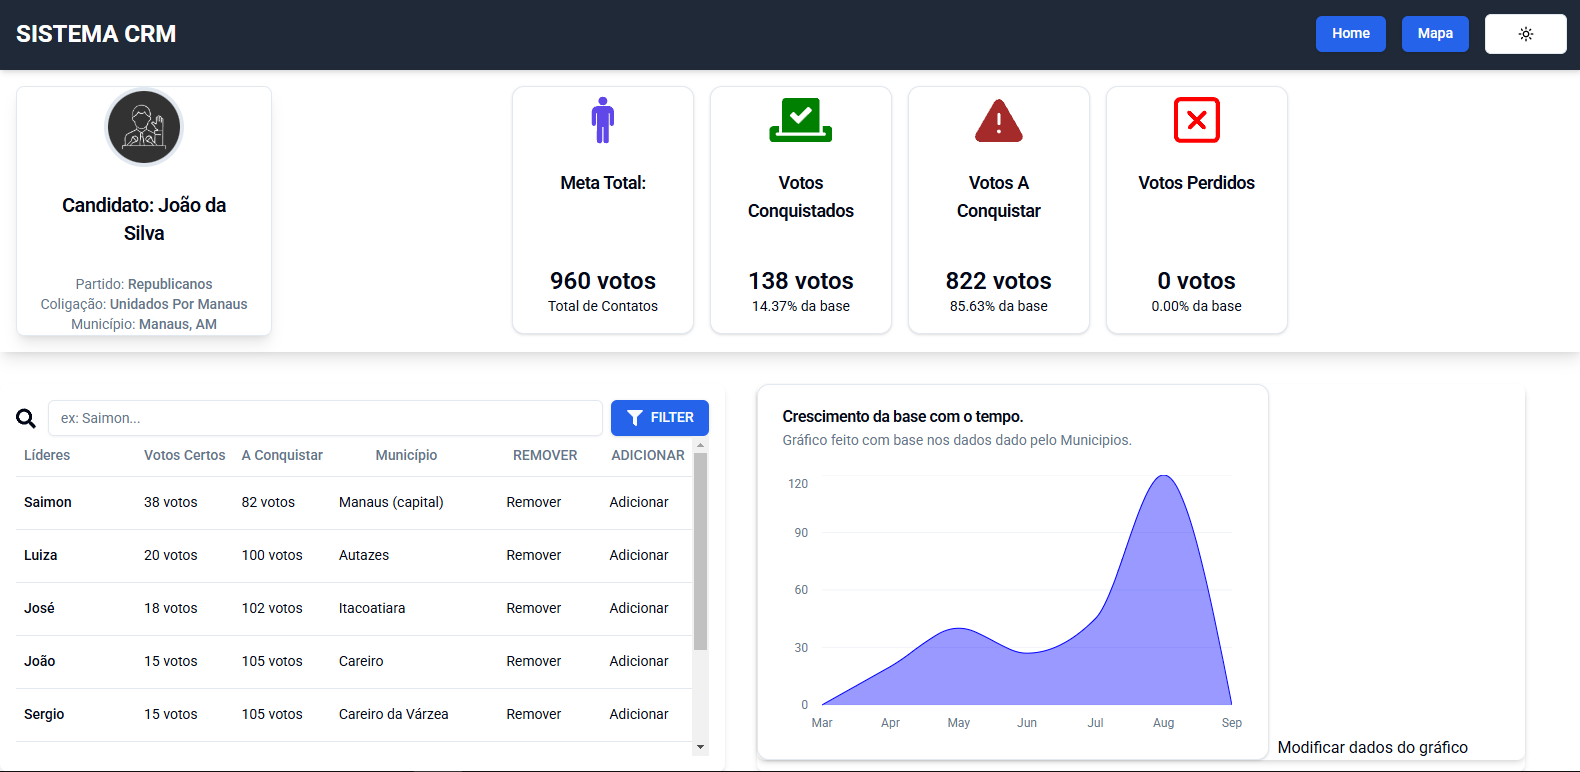 SISTEMA CRM
Home
Mapa
Candidato: João da
Silva
Partido: Republicanos
Coligação: Unidados Por Manaus
Município: Manaus, AM
Meta Total:
960 votos
Total de Contatos
Votos
Conquistados
138 votos
14.37% da base
Votos A
Conquistar
822 votos
85.63% da base
Votos Perdidos
0 votos
0.00% da base
ex: Saimon...
FILTER
Líderes Votos Certos A Conquistar Município REMOVER ADICIONAR
Saimon 38 votos 82 votos Manaus (capital) Remover Adicionar
Luiza 20 votos 100 votos Autazes Remover Adicionar
José 18 votos 102 votos Itacoatiara Remover Adicionar
João 15 votos 105 votos Careiro Remover Adicionar
Sergio 15 votos 105 votos Careiro da Várzea Remover Adicionar
Crescimento da base com o tempo.
Gráfico feito com base nos dados dado pelo Municipios.
120
90
60
30
0
Mar Apr May Jun Jul Aug Sep
Modificar dados do gráfico